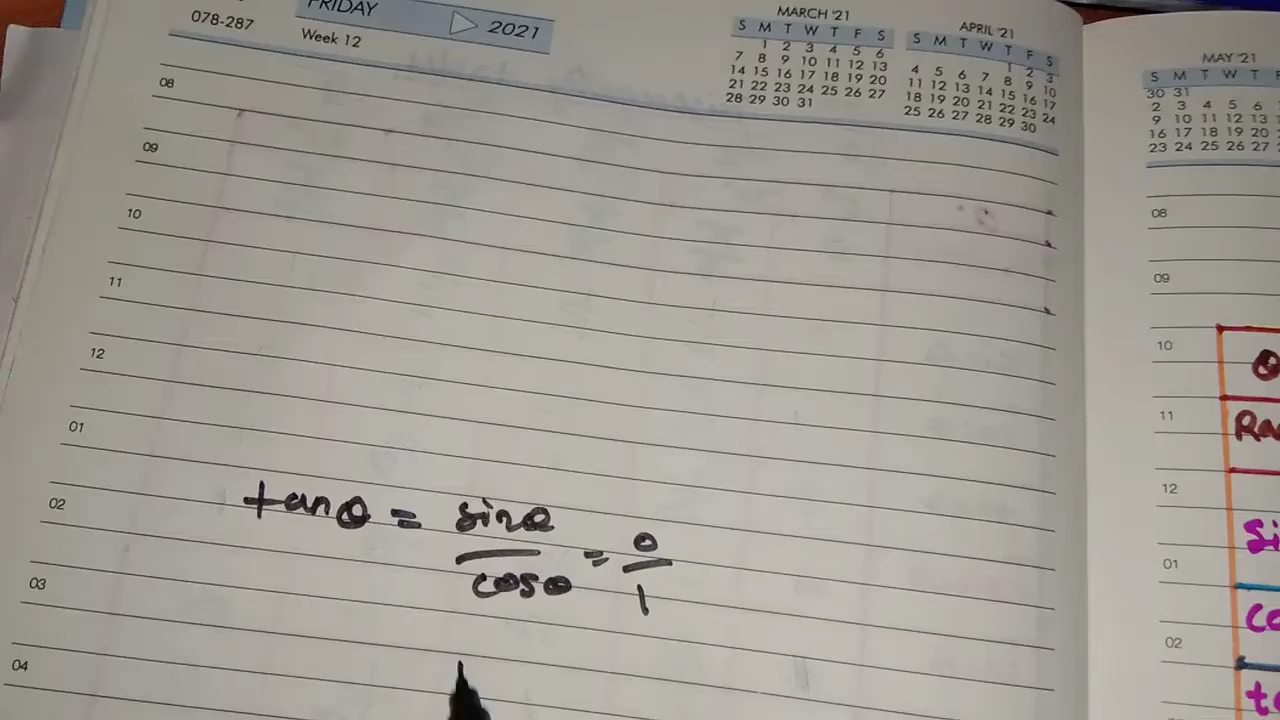 FRIDAY
078-287
2021
Week 12
MARCH '21
S M T W T F S
1 2 3 4 5 6
7 8 9 10 11 12 13
14 15 16 17 18 19 20
21 22 23 24 25 26 27
28 29 30 31
APRIL '21
S M T W T F S
1 2 3
4 5 6 7 8 9 10
11 12 13 14 15 16 17
18 19 20 21 22 23 24
25 26 27 28 29 30
08
09
10
11
12
01
02
03
04
tanθ = sinθ/cosθ = 0/1
MAY '21
S M T W T F
30 31
2 3 4 5 6
9 10 11 12 13
16 17 18 19 20
23 24 25 26 27
08
09
10
11
12
01
02
θ